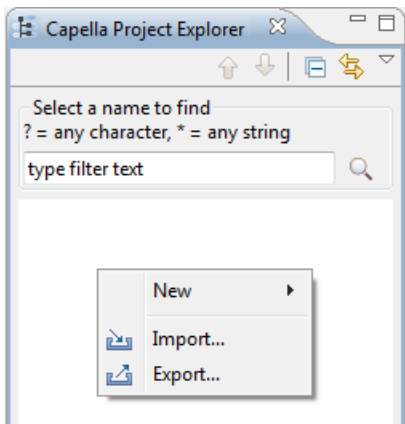 Capella Project Explorer
Select a name to find
? = any character, * = any string
type filter text
New
Import...
Export...